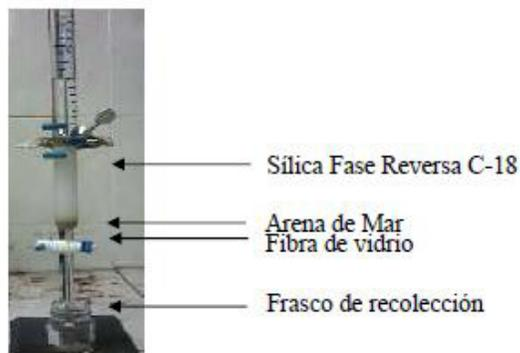 Sílica Fase Reversa C-18
Arena de Mar
Fibra de vidrio
Frasco de recolección